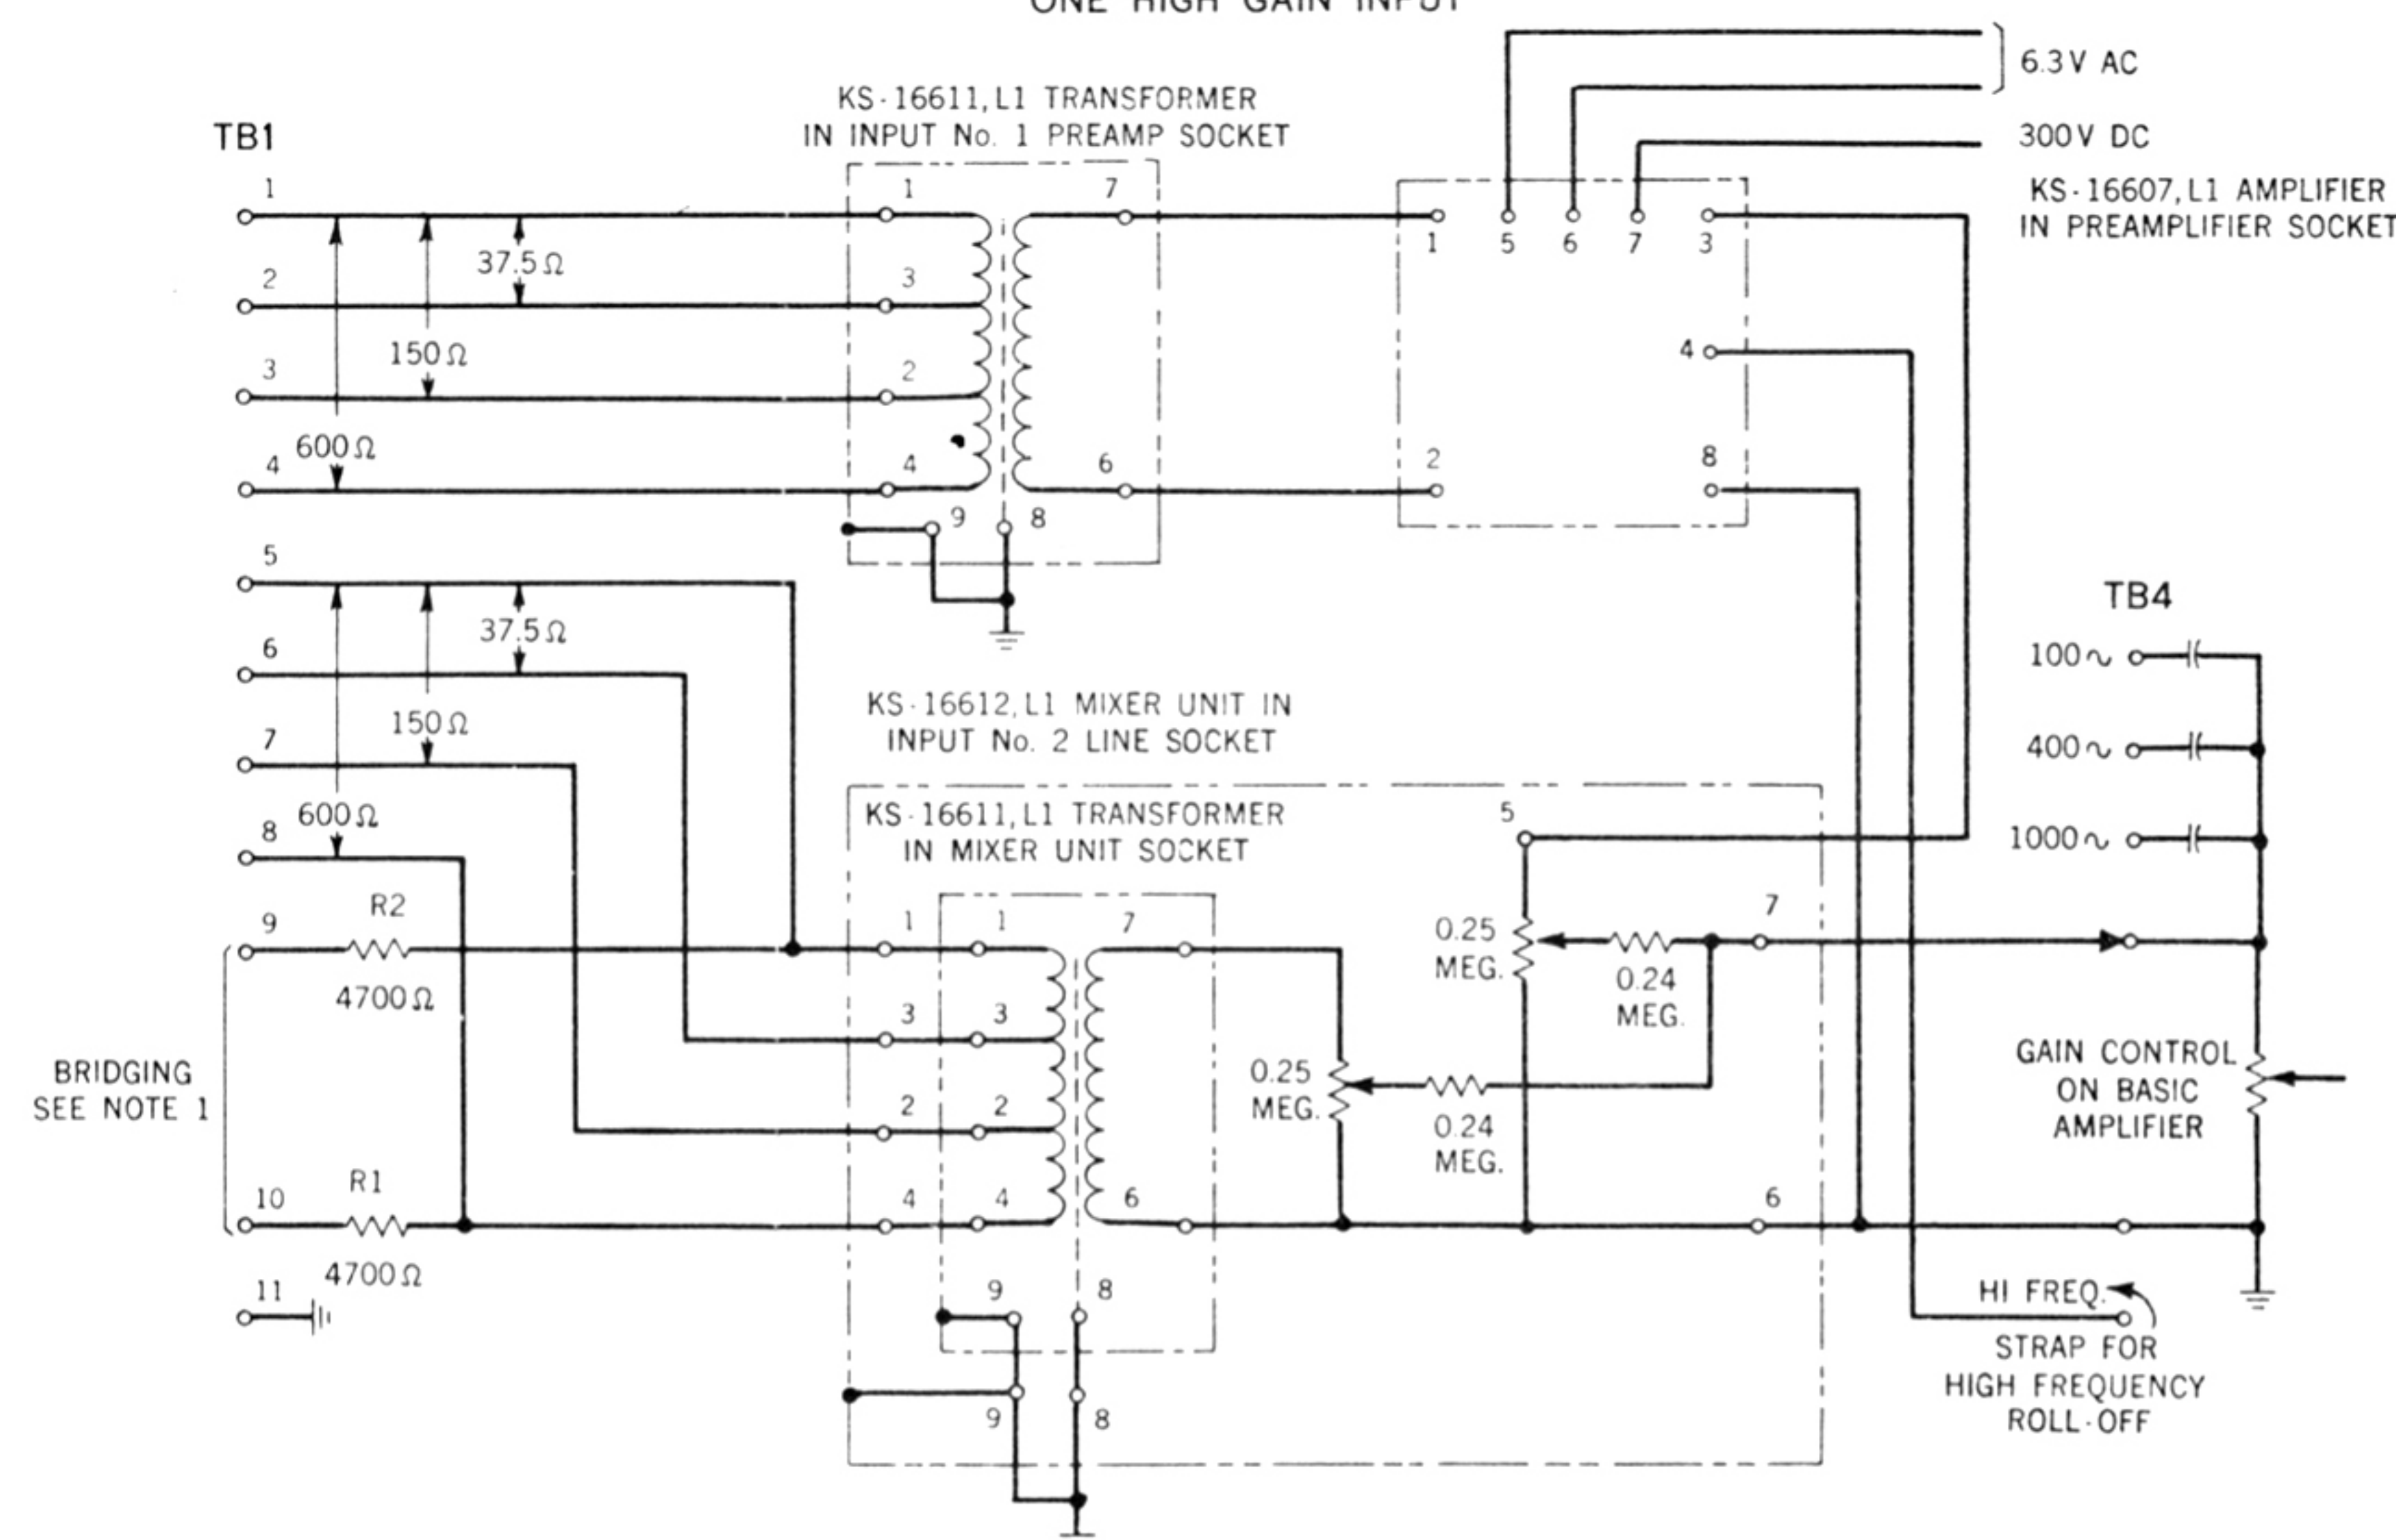 ONE HIGH GAIN INPUT
6.3V AC
300V DC
KS-16611, L1 TRANSFORMER
IN INPUT No. 1 PREAMP SOCKET
KS-16607, L1 AMPLIFIER
IN PREAMPLIFIER SOCKET
TB1
1
2
3
4
37.5Ω
150Ω
600Ω
1
3
2
4
7
6
9
8
1
5
6
7
3
4
2
8
5
6
7
8
37.5Ω
150Ω
600Ω
9
R2
4700Ω
BRIDGING
SEE NOTE 1
10
R1
4700Ω
11
KS-16612, L1 MIXER UNIT IN
INPUT No. 2 LINE SOCKET
KS-16611, L1 TRANSFORMER
IN MIXER UNIT SOCKET
1
1
3
3
2
2
4
4
7
6
9
8
9
8
5
0.25
MEG.
0.24
MEG.
7
0.25
MEG.
0.24
MEG.
6
TB4
100~
400~
1000~
GAIN CONTROL
ON BASIC
AMPLIFIER
HI FREQ.
STRAP FOR
HIGH FREQUENCY
ROLL-OFF